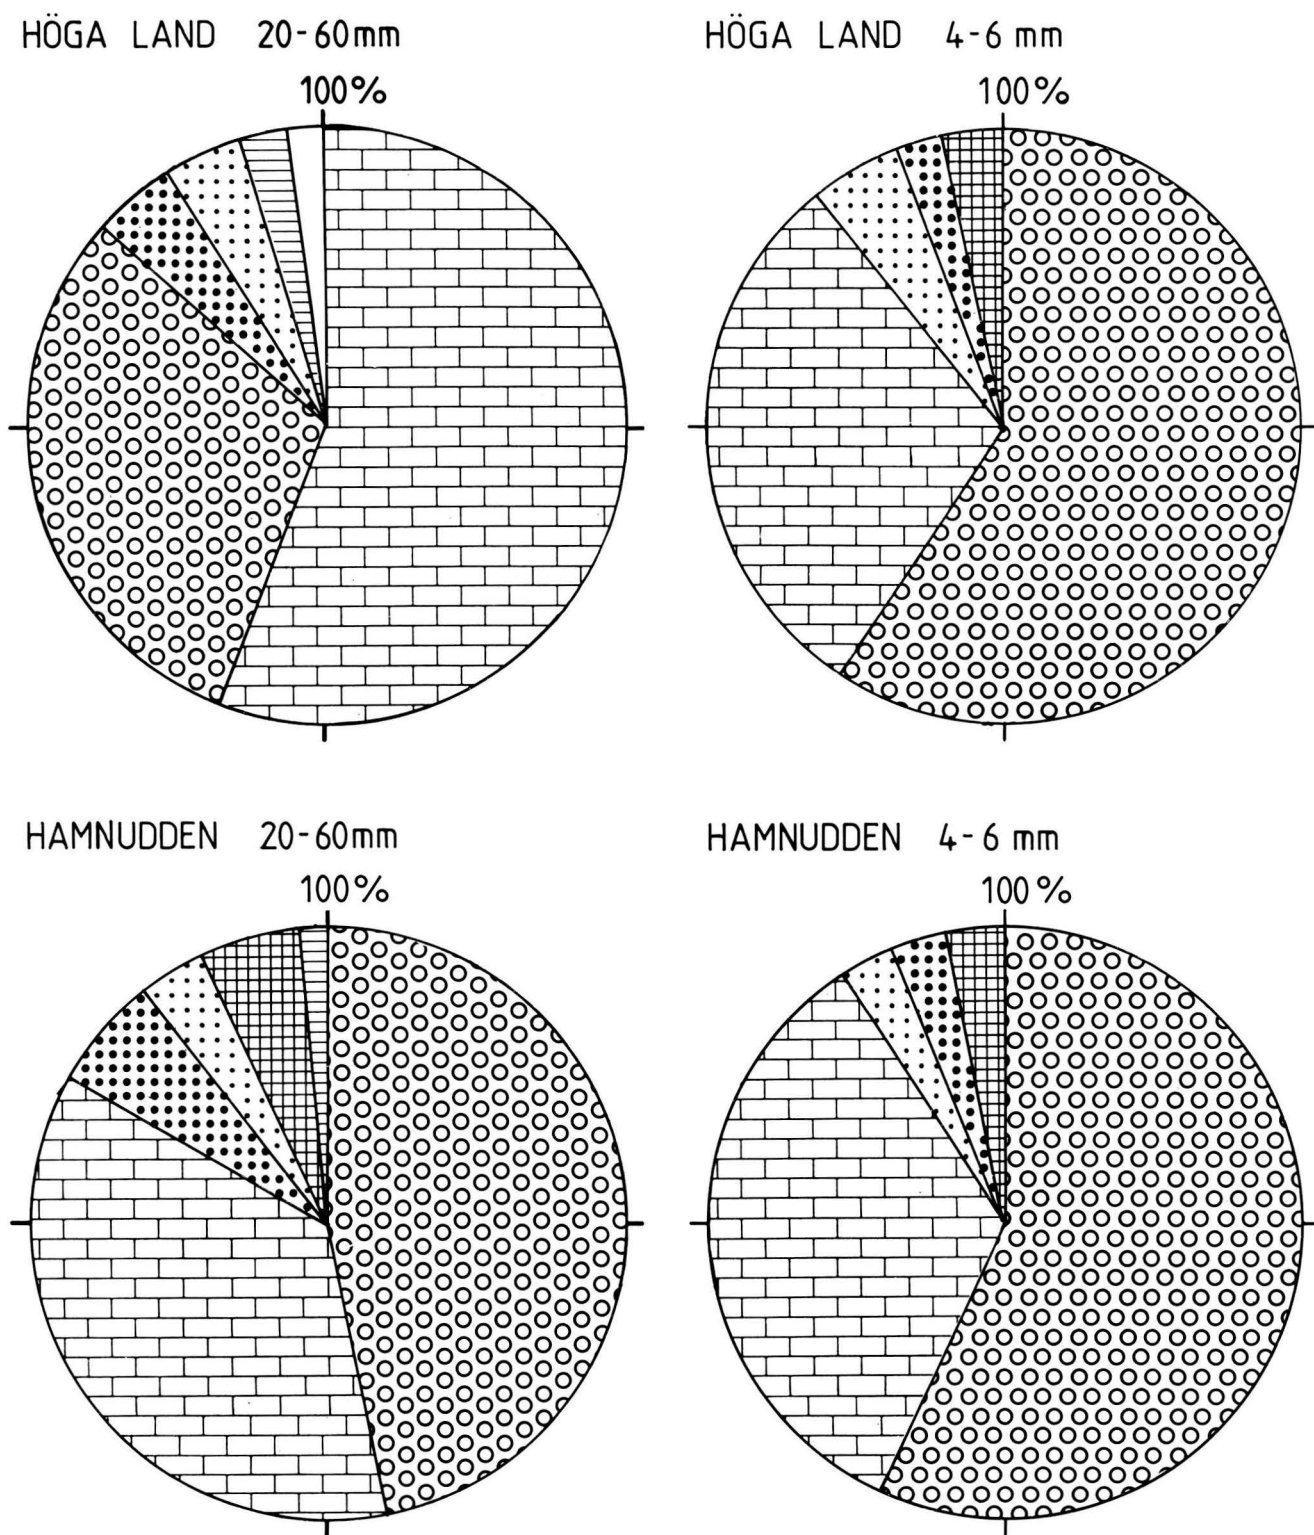 HÖGA LAND 20-60mm
100%
HÖGA LAND 4-6 mm
100%
HAMNUDDEN 20-60mm
100%
HAMNUDDEN 4-6 mm
100%